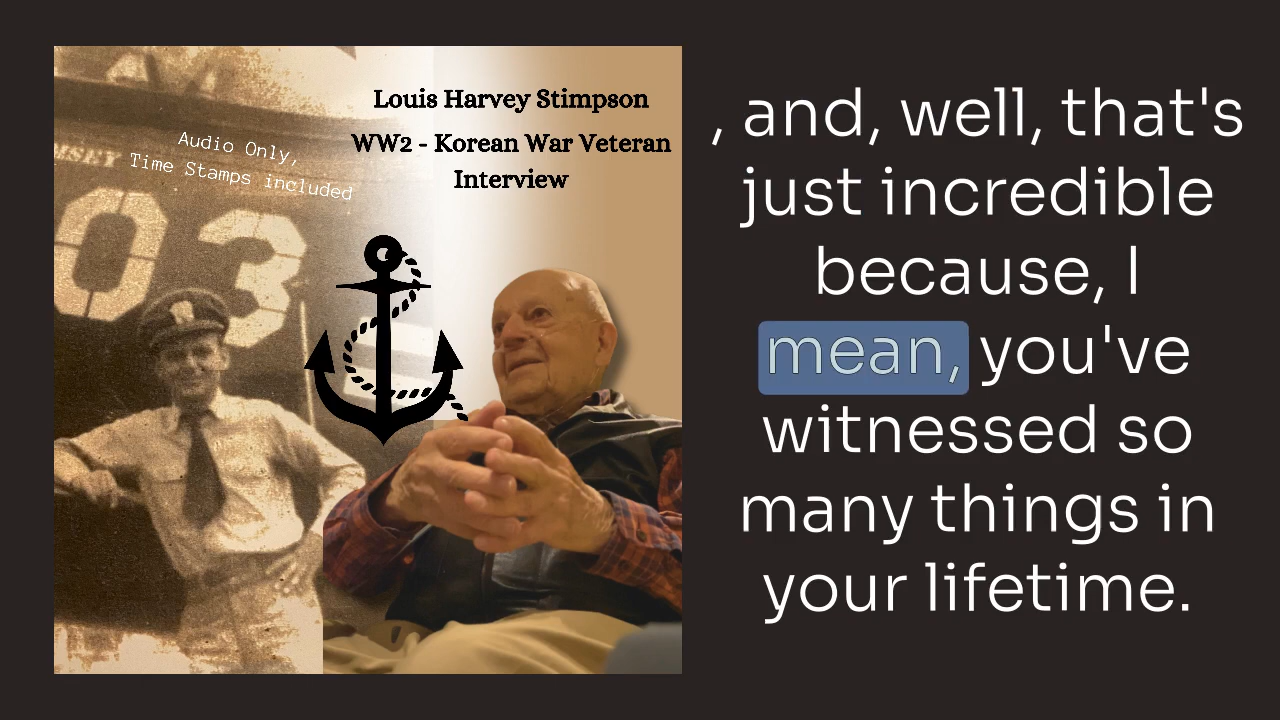 Louis Harvey Stimpson
WW2 - Korean War Veteran
Interview
Audio Only,
Time Stamps included
MSEY
03
, and, well, that's
just incredible
because, I
mean, you've
witnessed so
many things in
your lifetime.